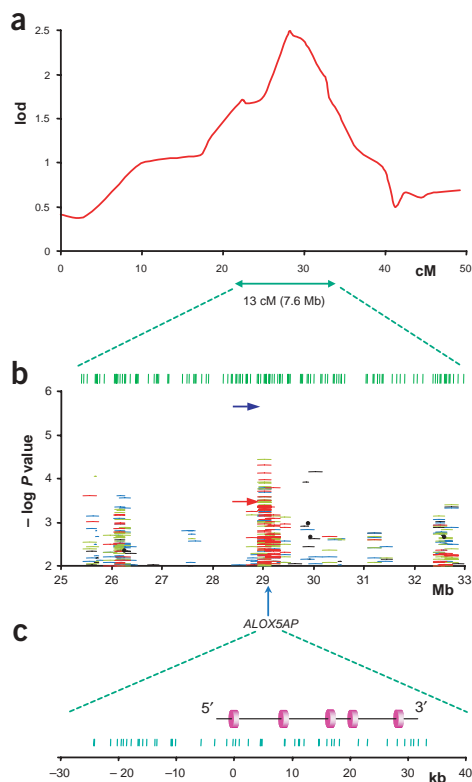 a
lod
2.5
2
1.5
1
0.5
0
0 10 20 30 40 50
cM
13 cM (7.6 Mb)
b
– log P value
6
5
4
3
2
25 26 27 28 29 30 31 32 33
Mb
ALOX5AP
c
5′ 3′
–30 –20 –10 0 10 20 30 40
kb